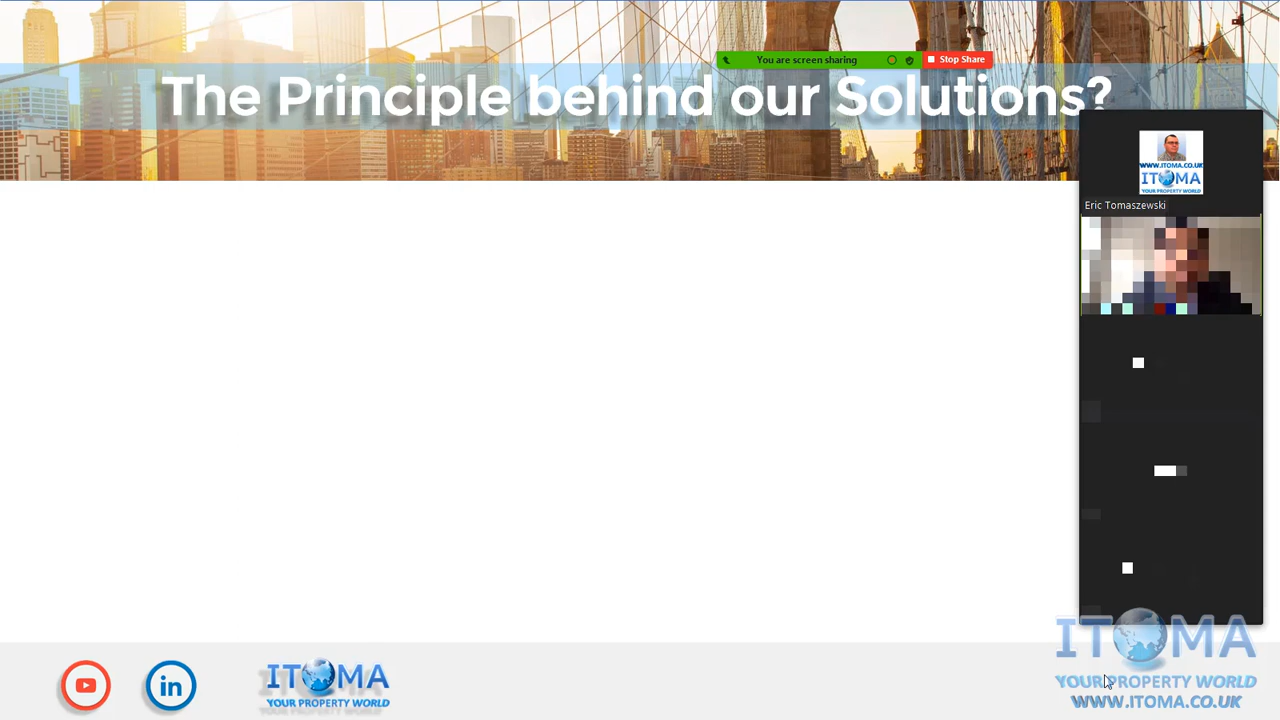 You are screen sharing
Stop Share
The Principle behind our Solutions?
WWW.ITOMA.CO.UK
ITOMA
YOUR PROPERTY WORLD
Eric Tomaszewski
in
ITOMA
YOUR PROPERTY WORLD
ITOMA
YOUR PROPERTY WORLD
WWW.ITOMA.CO.UK